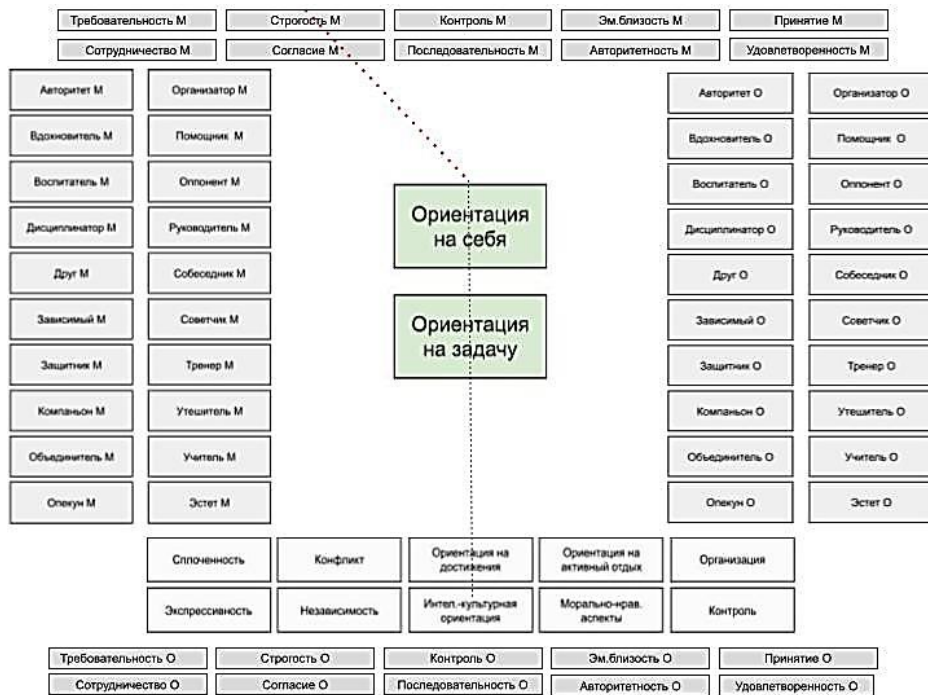 Требовательность М
Строгость М
Контроль М
Эм.близость М
Принятие М
Сотрудничество М
Согласие М
Последовательность М
Авторитетность М
Удовлетворенность М
Авторитет М
Организатор М
Вдохновитель М
Помощник М
Воспитатель М
Оппонент М
Дисциплинатор М
Руководитель М
Друг М
Собеседник М
Зависимый М
Советчик М
Защитник М
Тренер М
Компаньон М
Утешитель М
Объединитель М
Учитель М
Опекун М
Эстет М
Ориентация
на себя
Ориентация
на задачу
Авторитет О
Организатор О
Вдохновитель О
Помощник О
Воспитатель О
Оппонент О
Дисциплинатор О
Руководитель О
Друг О
Собеседник О
Зависимый О
Советчик О
Защитник О
Тренер О
Компаньон О
Утешитель О
Объединитель О
Учитель О
Опекун О
Эстет О
Сплоченность
Конфликт
Ориентация на
достижения
Ориентация на
активный отдых
Организация
Экспрессивность
Независимость
Интел.-культурная
ориентация
Морально-нрав.
аспекты
Контроль
Требовательность О
Строгость О
Контроль О
Эм.близость О
Принятие О
Сотрудничество О
Согласие О
Последовательность О
Авторитетность О
Удовлетворенность О